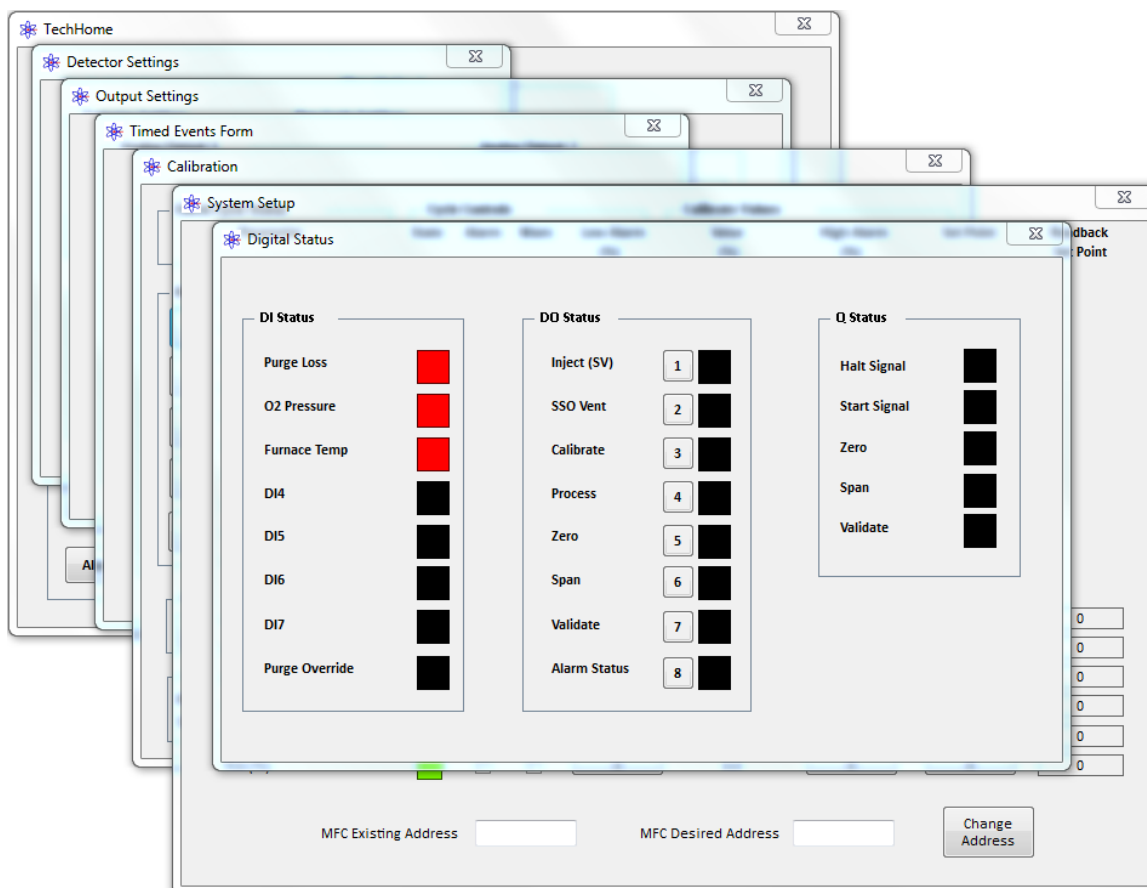 TechHome
Detector Settings
Output Settings
Timed Events Form
Calibration
System Setup
Digital Status
DI Status
Purge Loss
O2 Pressure
Furnace Temp
DI4
DI5
DI6
DI7
Purge Override
DO Status
Inject (SV) 1
SSO Vent 2
Calibrate 3
Process 4
Zero 5
Span 6
Validate 7
Alarm Status 8
Q Status
Halt Signal
Start Signal
Zero
Span
Validate
Point
0
0
0
0
0
0
MFC Existing Address
MFC Desired Address
Change
Address